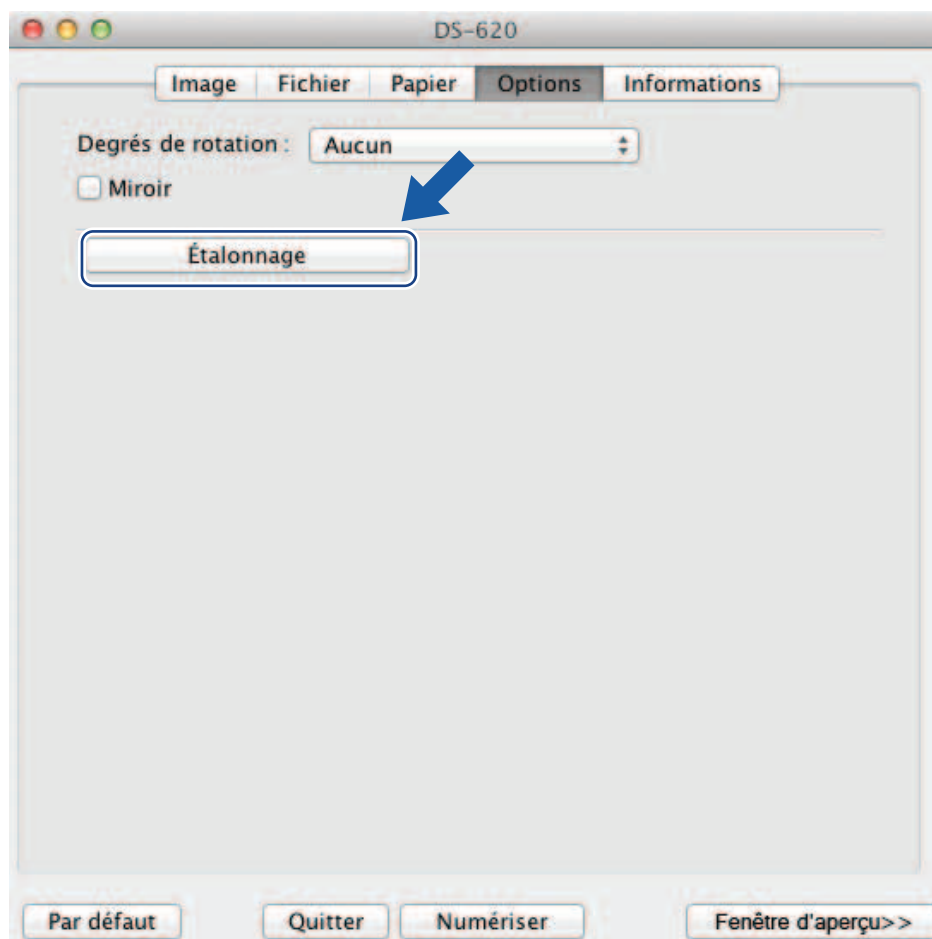 DS-620
Image Fichier Papier Options Informations
Degrés de rotation : Aucun
Miroir
Étalonnage
Par défaut Quitter Numériser Fenêtre d'aperçu>>